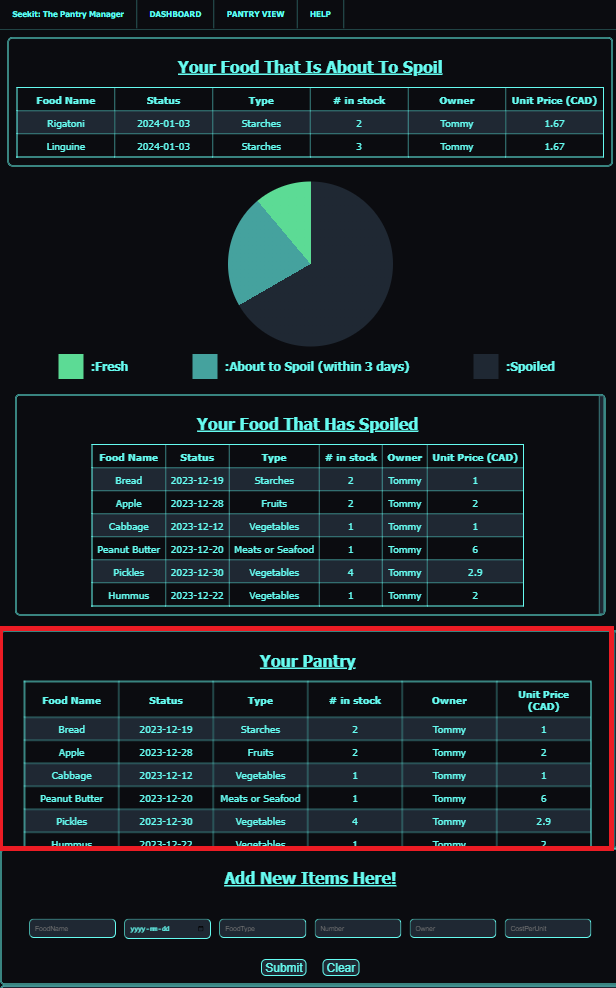 Seekit: The Pantry Manager DASHBOARD PANTRY VIEW HELP
Your Food That Is About To Spoil
Food Name Status Type # in stock Owner Unit Price (CAD)
Rigatoni 2024-01-03 Starches 2 Tommy 1.67
Linguine 2024-01-03 Starches 3 Tommy 1.67
:Fresh :About to Spoil (within 3 days) :Spoiled
Your Food That Has Spoiled
Food Name Status Type # in stock Owner Unit Price (CAD)
Bread 2023-12-19 Starches 2 Tommy 1
Apple 2023-12-28 Fruits 2 Tommy 2
Cabbage 2023-12-12 Vegetables 1 Tommy 1
Peanut Butter 2023-12-20 Meats or Seafood 1 Tommy 6
Pickles 2023-12-30 Vegetables 4 Tommy 2.9
Hummus 2023-12-22 Vegetables 1 Tommy 2
Your Pantry
Food Name Status Type # in stock Owner Unit Price (CAD)
Bread 2023-12-19 Starches 2 Tommy 1
Apple 2023-12-28 Fruits 2 Tommy 2
Cabbage 2023-12-12 Vegetables 1 Tommy 1
Peanut Butter 2023-12-20 Meats or Seafood 1 Tommy 6
Pickles 2023-12-30 Vegetables 4 Tommy 2.9
Hummus 2023-12-22 Vegetables 1 Tommy 2
Add New Items Here!
FoodName yyyy-mm-dd FoodType Number Owner CostPerUnit
Submit Clear